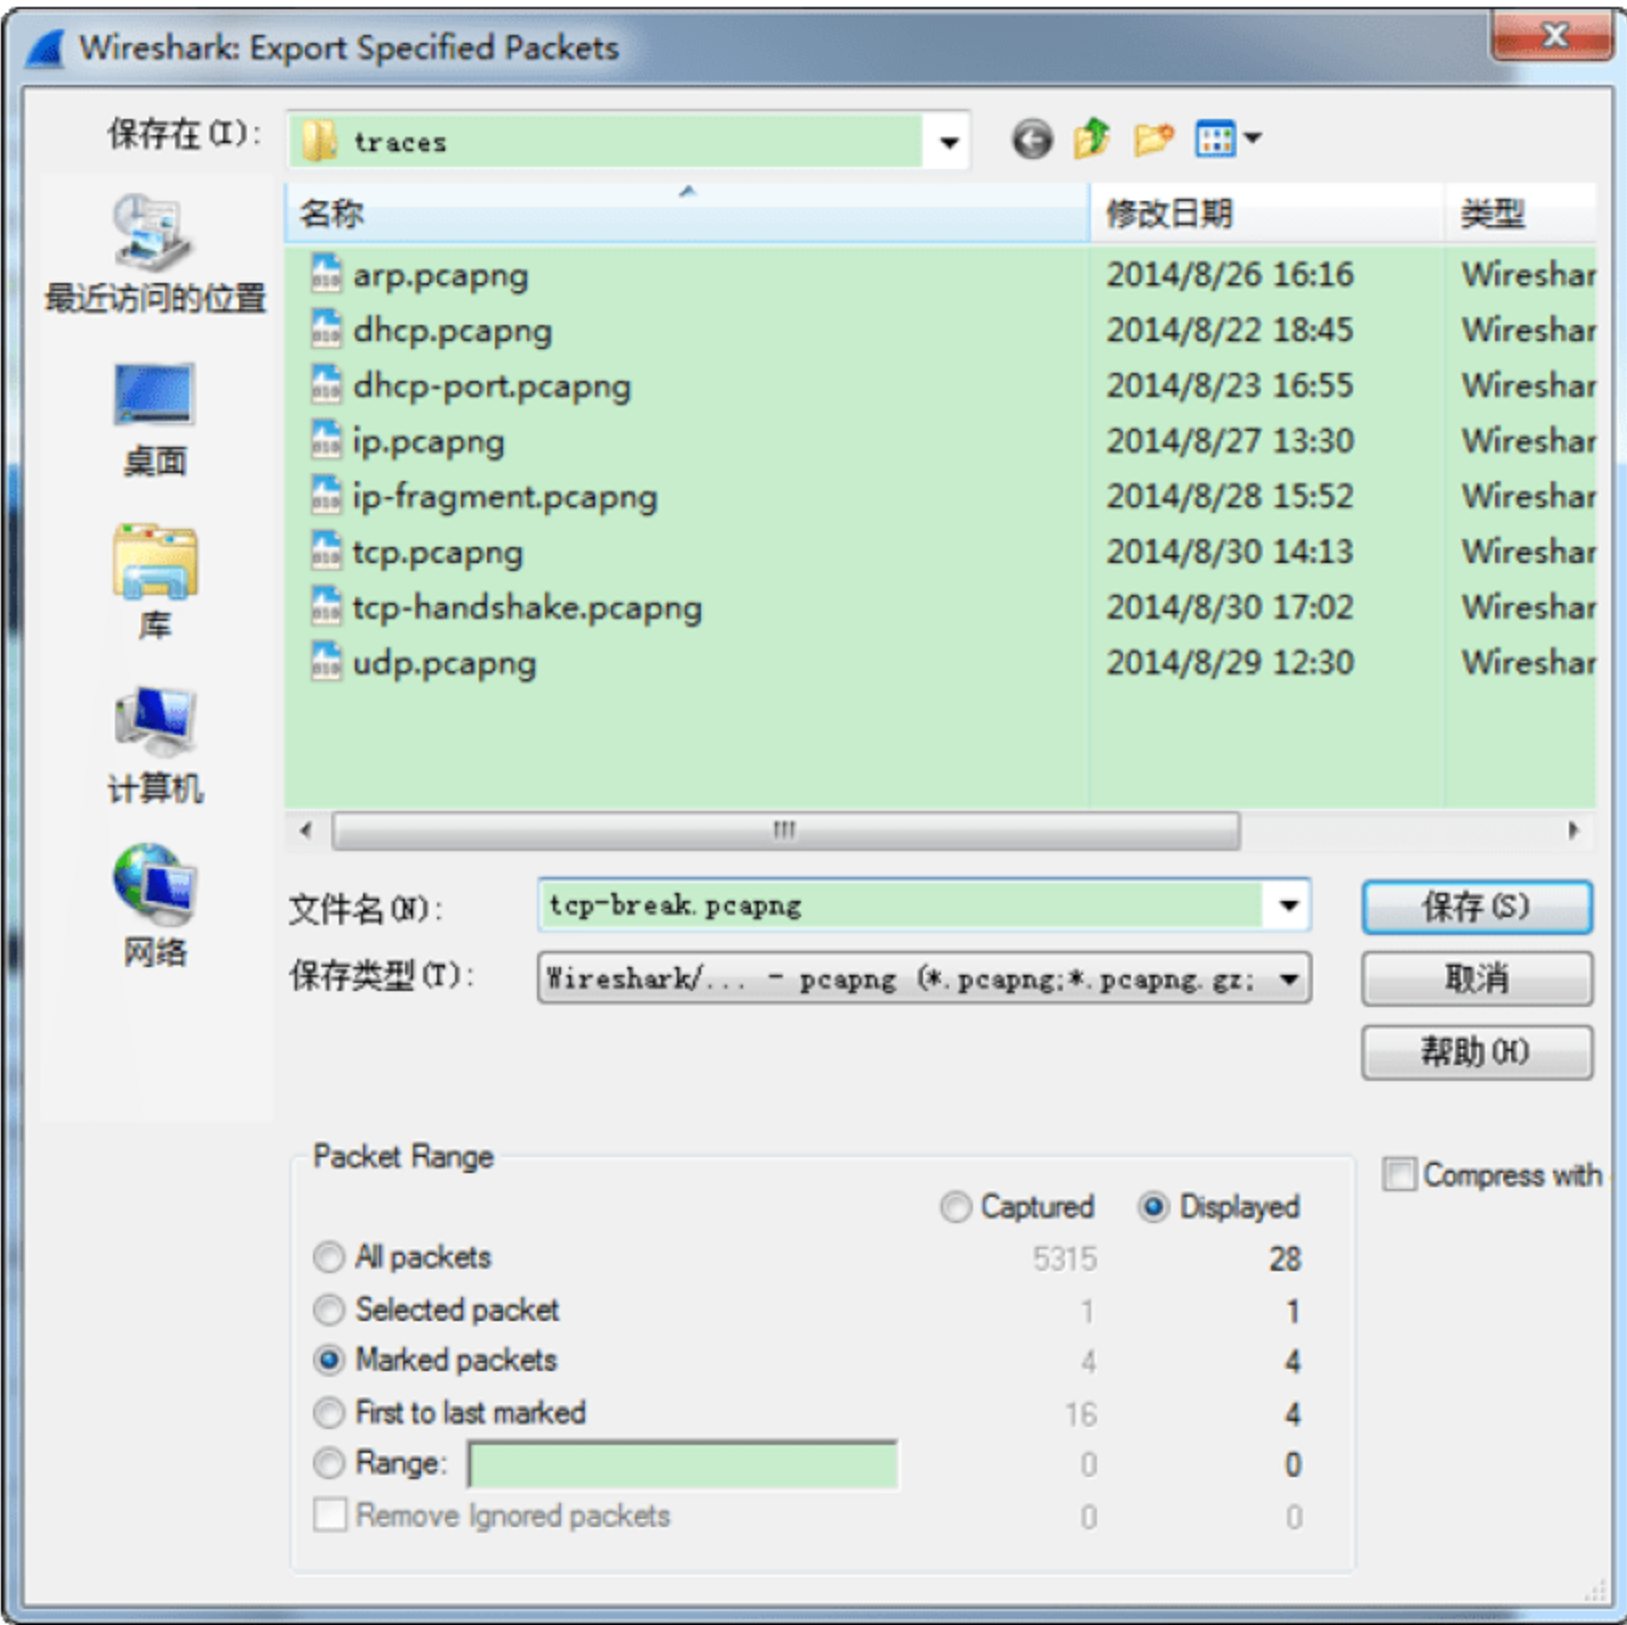 Wireshark: Export Specified Packets
保存在(I):
traces
名称 修改日期 类型
最近访问的位置
桌面
库
计算机
网络
arp.pcapng 2014/8/26 16:16 Wireshar
dhcp.pcapng 2014/8/22 18:45 Wireshar
dhcp-port.pcapng 2014/8/23 16:55 Wireshar
ip.pcapng 2014/8/27 13:30 Wireshar
ip-fragment.pcapng 2014/8/28 15:52 Wireshar
tcp.pcapng 2014/8/30 14:13 Wireshar
tcp-handshake.pcapng 2014/8/30 17:02 Wireshar
udp.pcapng 2014/8/29 12:30 Wireshar
文件名(N): tcp-break.pcapng 保存(S)
保存类型(T): Wireshark/... - pcapng (*.pcapng;*.pcapng.gz; 取消
帮助(H)
Packet Range
Compress with
Captured Displayed
All packets 5315 28
Selected packet 1 1
Marked packets 4 4
First to last marked 16 4
Range: 0 0
Remove Ignored packets 0 0